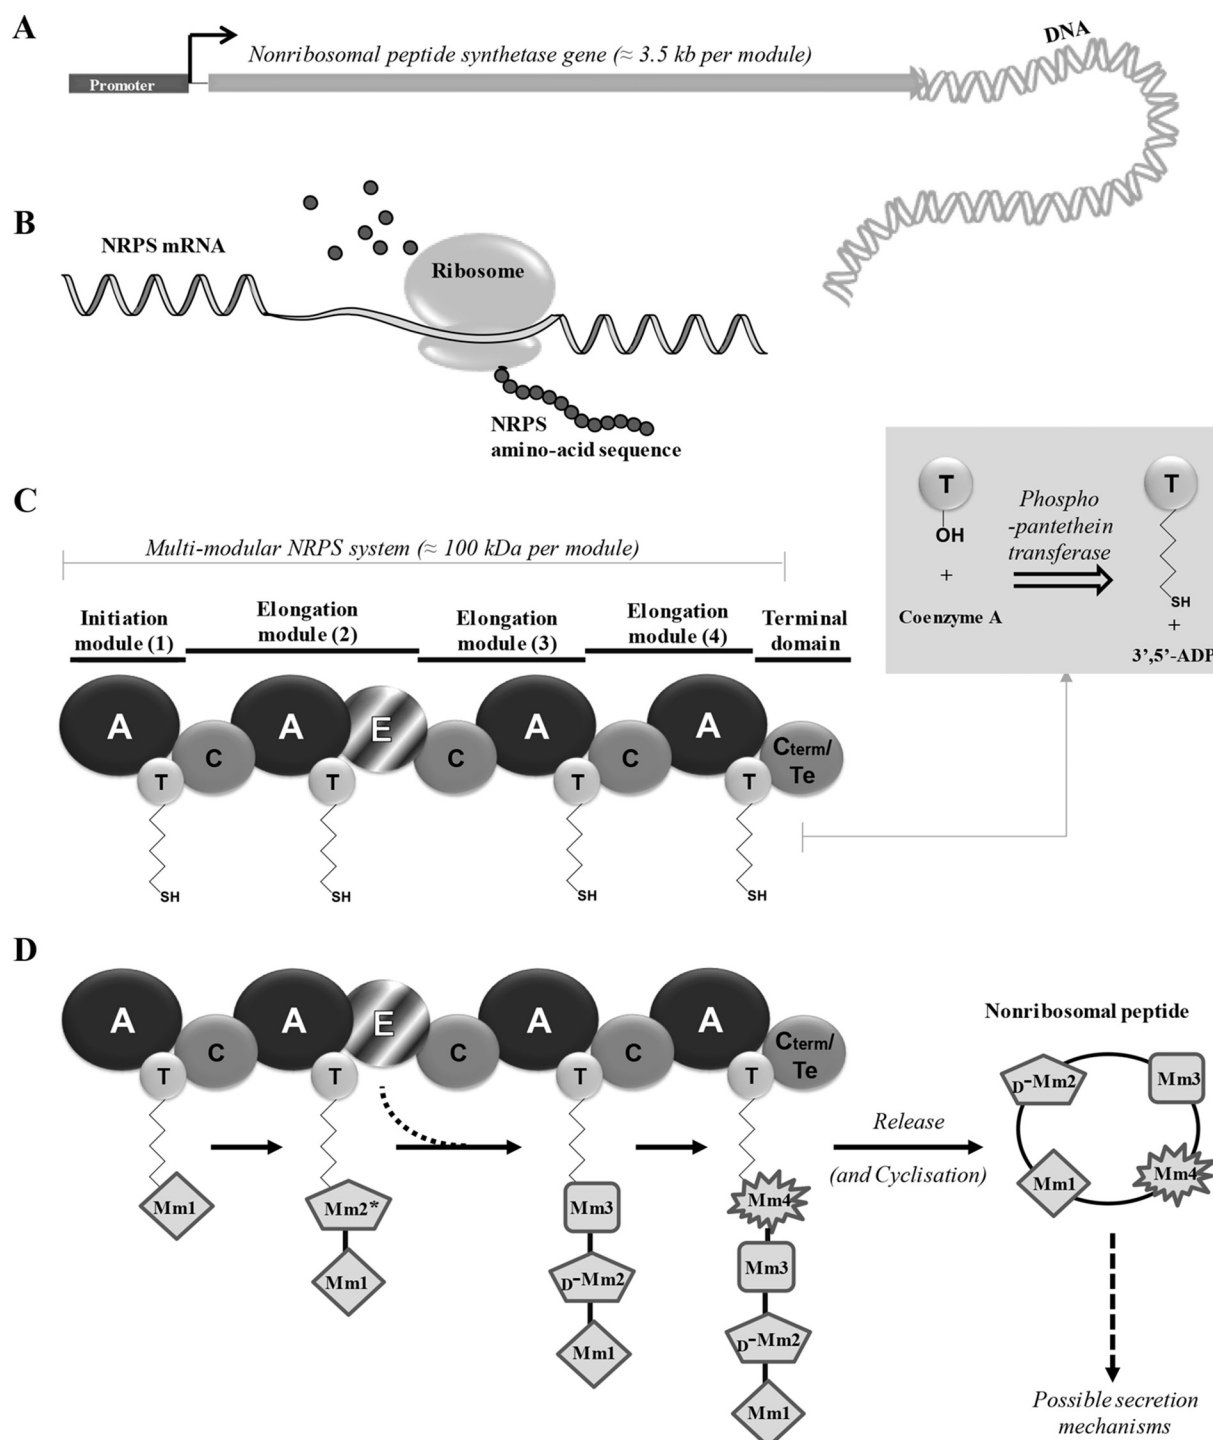 A
Nonribosomal peptide synthetase gene (≈ 3.5 kb per module)
DNA
Promoter
B
NRPS mRNA
Ribosome
NRPS
amino-acid sequence
C
Multi-modular NRPS system (≈ 100 kDa per module)
Initiation
module (1)
Elongation
module (2)
Elongation
module (3)
Elongation
module (4)
Terminal
domain
A
T
C
A
T
E
C
A
T
C
A
T
Cterm/
Te
SH
SH
SH
SH
T
OH
+
Coenzyme A
Phospho
-pantethein
transferase
T
SH
+
3’,5’-ADP
D
A
T
C
A
T
E
C
A
T
C
A
T
Cterm/
Te
Mm1
Mm2*
Mm1
Mm3
D-Mm2
Mm1
Mm4
Mm3
D-Mm2
Mm1
Release
(and Cyclisation)
Nonribosomal peptide
D-Mm2
Mm3
Mm1
Mm4
Possible secretion
mechanisms